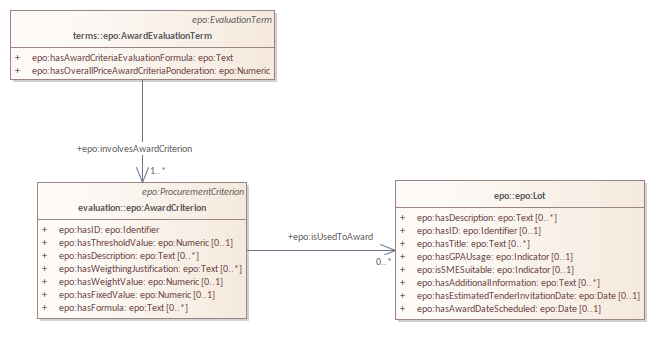 epo:EvaluationTerm
terms::epo:AwardEvaluationTerm
+ epo:hasAwardCriteriaEvaluationFormula: epo:Text
+ epo:hasOverallPriceAwardCriteriaPonderation: epo:Numeric
+epo:involvesAwardCriterion
1..*
epo:ProcurementCriterion
evaluation::epo:AwardCriterion
+ epo:hasID: epo:Identifier
+ epo:hasThresholdValue: epo:Numeric [0..1]
+ epo:hasDescription: epo:Text [0..*]
+ epo:hasWeigthingJustification: epo:Text [0..*]
+ epo:hasWeightValue: epo:Numeric [0..1]
+ epo:hasFixedValue: epo:Numeric [0..1]
+ epo:hasFormula: epo:Text [0..*]
+epo:isUsedToAward
0..*
epo::epo:Lot
+ epo:hasDescription: epo:Text [0..*]
+ epo:hasID: epo:Identifier [0..1]
+ epo:hasTitle: epo:Text [0..*]
+ epo:hasGPAUsage: epo:Indicator [0..1]
+ epo:isSMESuitable: epo:Indicator [0..1]
+ epo:hasAdditionalInformation: epo:Text [0..*]
+ epo:hasEstimatedTenderInvitationDate: epo:Date [0..1]
+ epo:hasAwardDateScheduled: epo:Date [0..1]